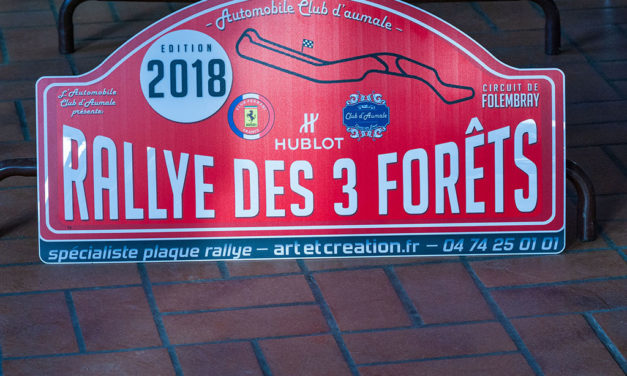 ~ Automobile Club d'aumale ~
EDITION
2018
L'Automobile
Club d'Aumale
présente:
CIRCUIT DE
FOLEMBRAY
HUBLOT
Club d'Aumale
RALLYE DES 3 FORÊTS
spécialiste plaque rallye – artetcreation.fr – 04 74 25 01 01